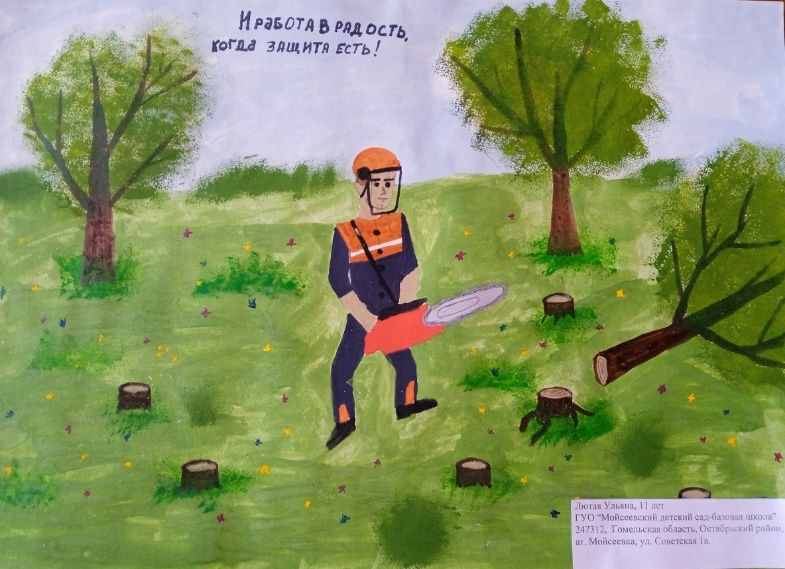 И работа в радость,
когда защита есть!
Лютая Ульяна, 11 лет
ГУО "Мойсеевский детский сад-базовая школа"
247312, Гомельская область, Октябрьский район,
аг. Мойсеевка, ул. Советская 1а.